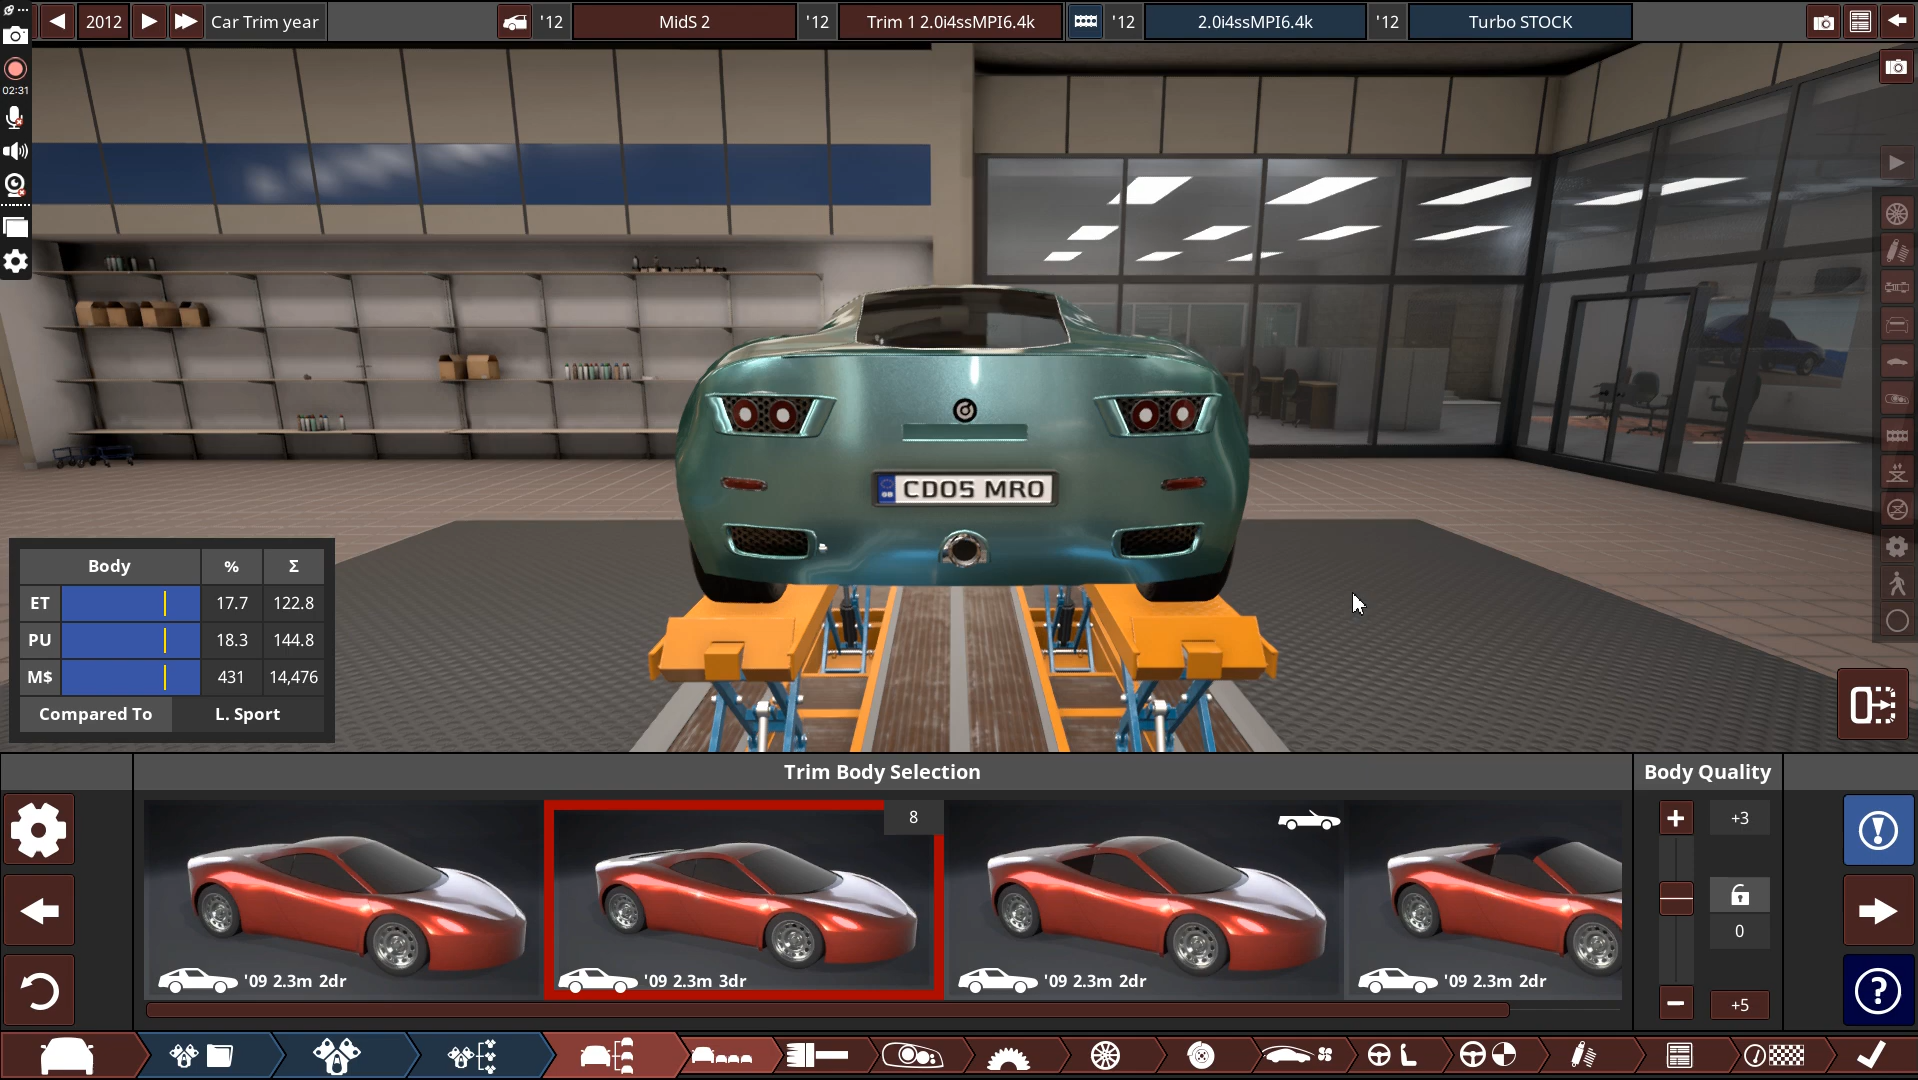 2012 Car Trim year '12 MidS 2 '12 Trim 1 2.0i4ssMPI6.4k '12 2.0i4ssMPI6.4k '12 Turbo STOCK
02:31
CD05 MRO
Body % Σ
ET 17.7 122.8
PU 18.3 144.8
M$ 431 14,476
Compared To L. Sport
Trim Body Selection Body Quality
8
+3
0
+5
'09 2.3m 2dr '09 2.3m 3dr '09 2.3m 2dr '09 2.3m 2dr